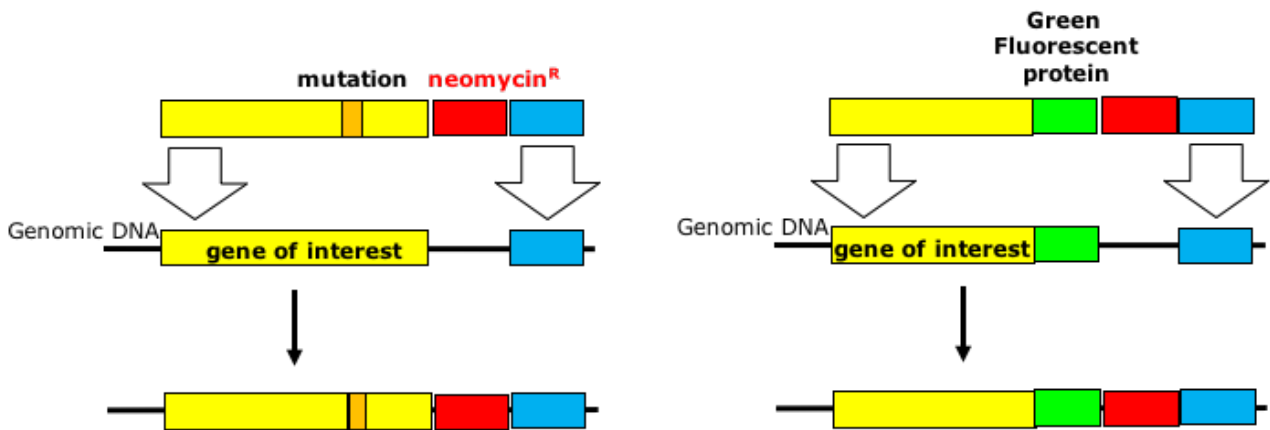 mutation neomycinR
Genomic DNA
gene of interest
Green
Fluorescent
protein
Genomic DNA
gene of interest